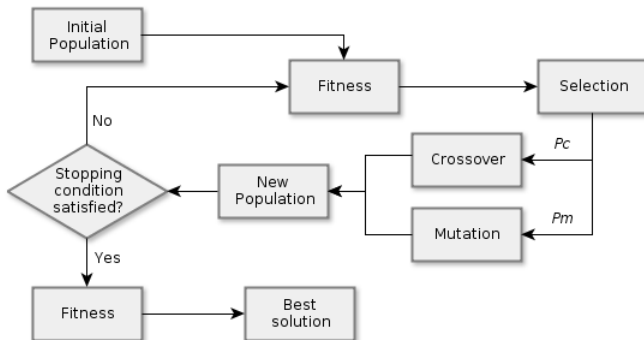 Initial
Population
Fitness
Selection
No
Pc
Crossover
Stopping
condition
satisfied?
New
Population
Pm
Mutation
Yes
Fitness
Best
solution